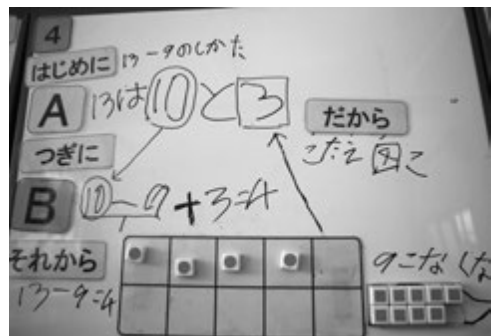 4
はじめに 13-9のしかた
A 13は10と3
だから
こたえ 4こ
つぎに
B 10-9+3=4
それから
13-9=4
9こなくな